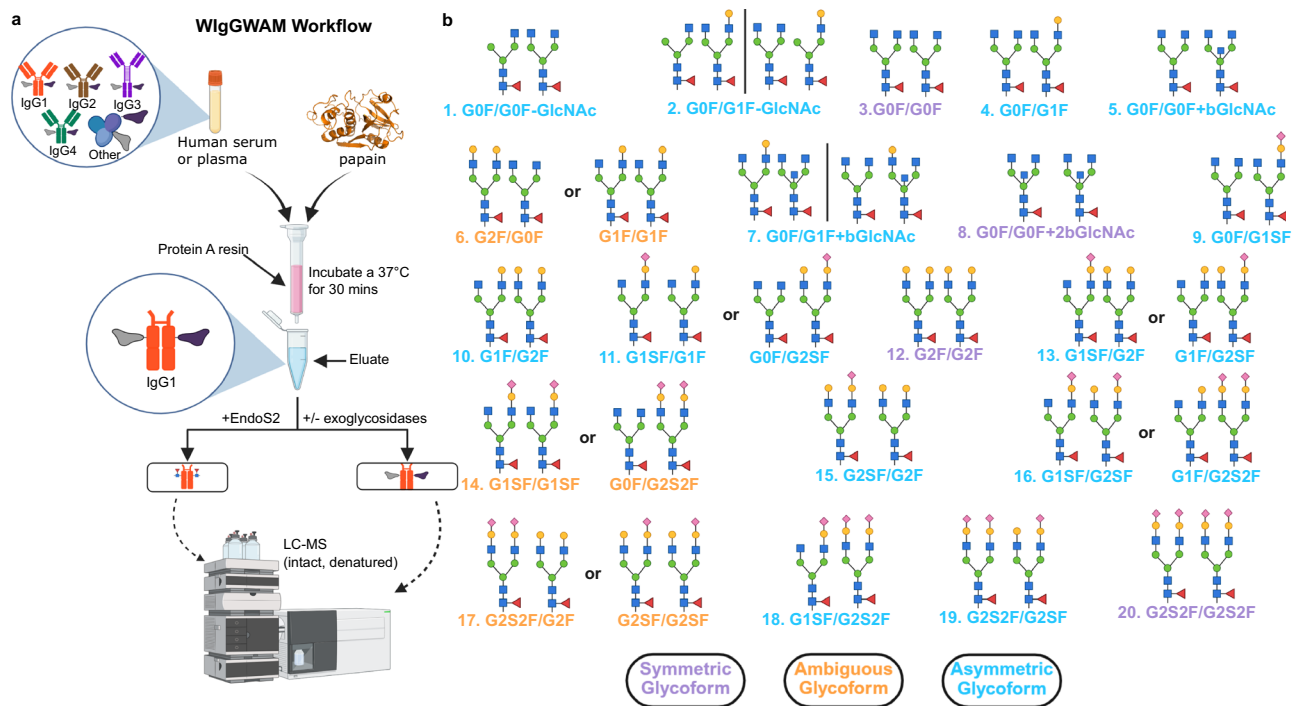 a
WIgGWAM Workflow
IgG1
IgG2
IgG3
IgG4
Other
Human serum
or plasma
papain
Protein A resin
Incubate a 37°C
for 30 mins
IgG1
Eluate
+EndoS2
+/- exoglycosidases
LC-MS
(intact, denatured)
b
1. G0F/G0F-GlcNAc
2. G0F/G1F-GlcNAc
3.G0F/G0F
4. G0F/G1F
5. G0F/G0F+bGlcNAc
6. G2F/G0F
or
G1F/G1F
7. G0F/G1F+bGlcNAc
8. G0F/G0F+2bGlcNAc
9. G0F/G1SF
10. G1F/G2F
11. G1SF/G1F
or
G0F/G2SF
12. G2F/G2F
13. G1SF/G2F
or
G1F/G2SF
14. G1SF/G1SF
or
G0F/G2S2F
15. G2SF/G2F
16. G1SF/G2SF
or
G1F/G2S2F
17. G2S2F/G2F
or
G2SF/G2SF
18. G1SF/G2S2F
19. G2S2F/G2SF
20. G2S2F/G2S2F
Symmetric
Glycoform
Ambiguous
Glycoform
Asymmetric
Glycoform